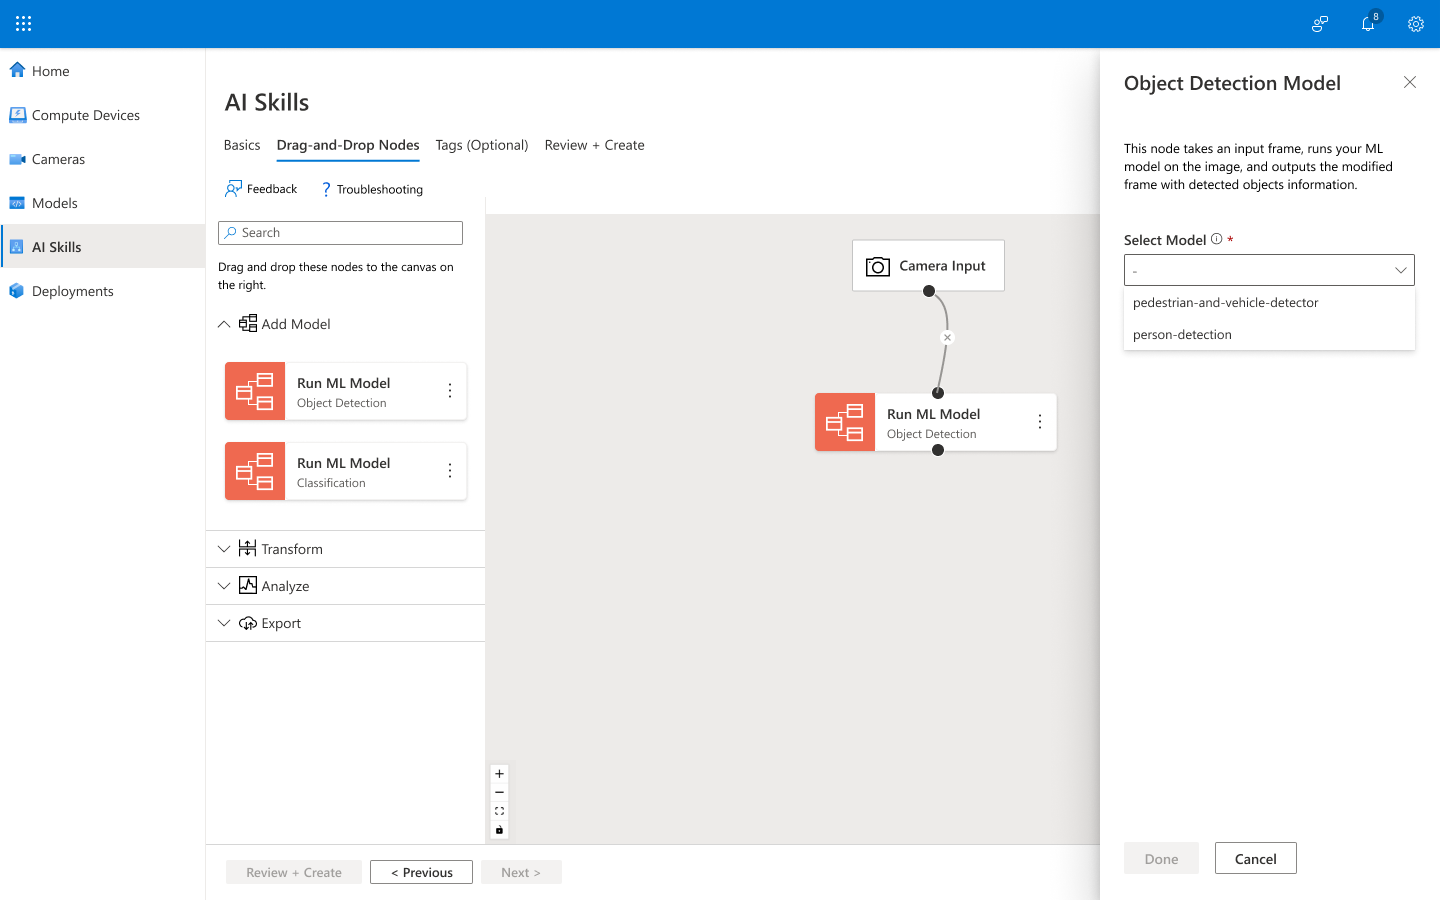 8
Home
Compute Devices
Cameras
Models
AI Skills
Deployments
AI Skills
Basics
Drag-and-Drop Nodes
Tags (Optional)
Review + Create
Feedback
? Troubleshooting
Search
Drag and drop these nodes to the canvas on
the right.
Add Model
Run ML Model
Object Detection
Run ML Model
Classification
Transform
Analyze
Export
Camera Input
Run ML Model
Object Detection
Review + Create
< Previous
Next >
Object Detection Model
This node takes an input frame, runs your ML
model on the image, and outputs the modified
frame with detected objects information.
Select Model *
-
pedestrian-and-vehicle-detector
person-detection
Done
Cancel